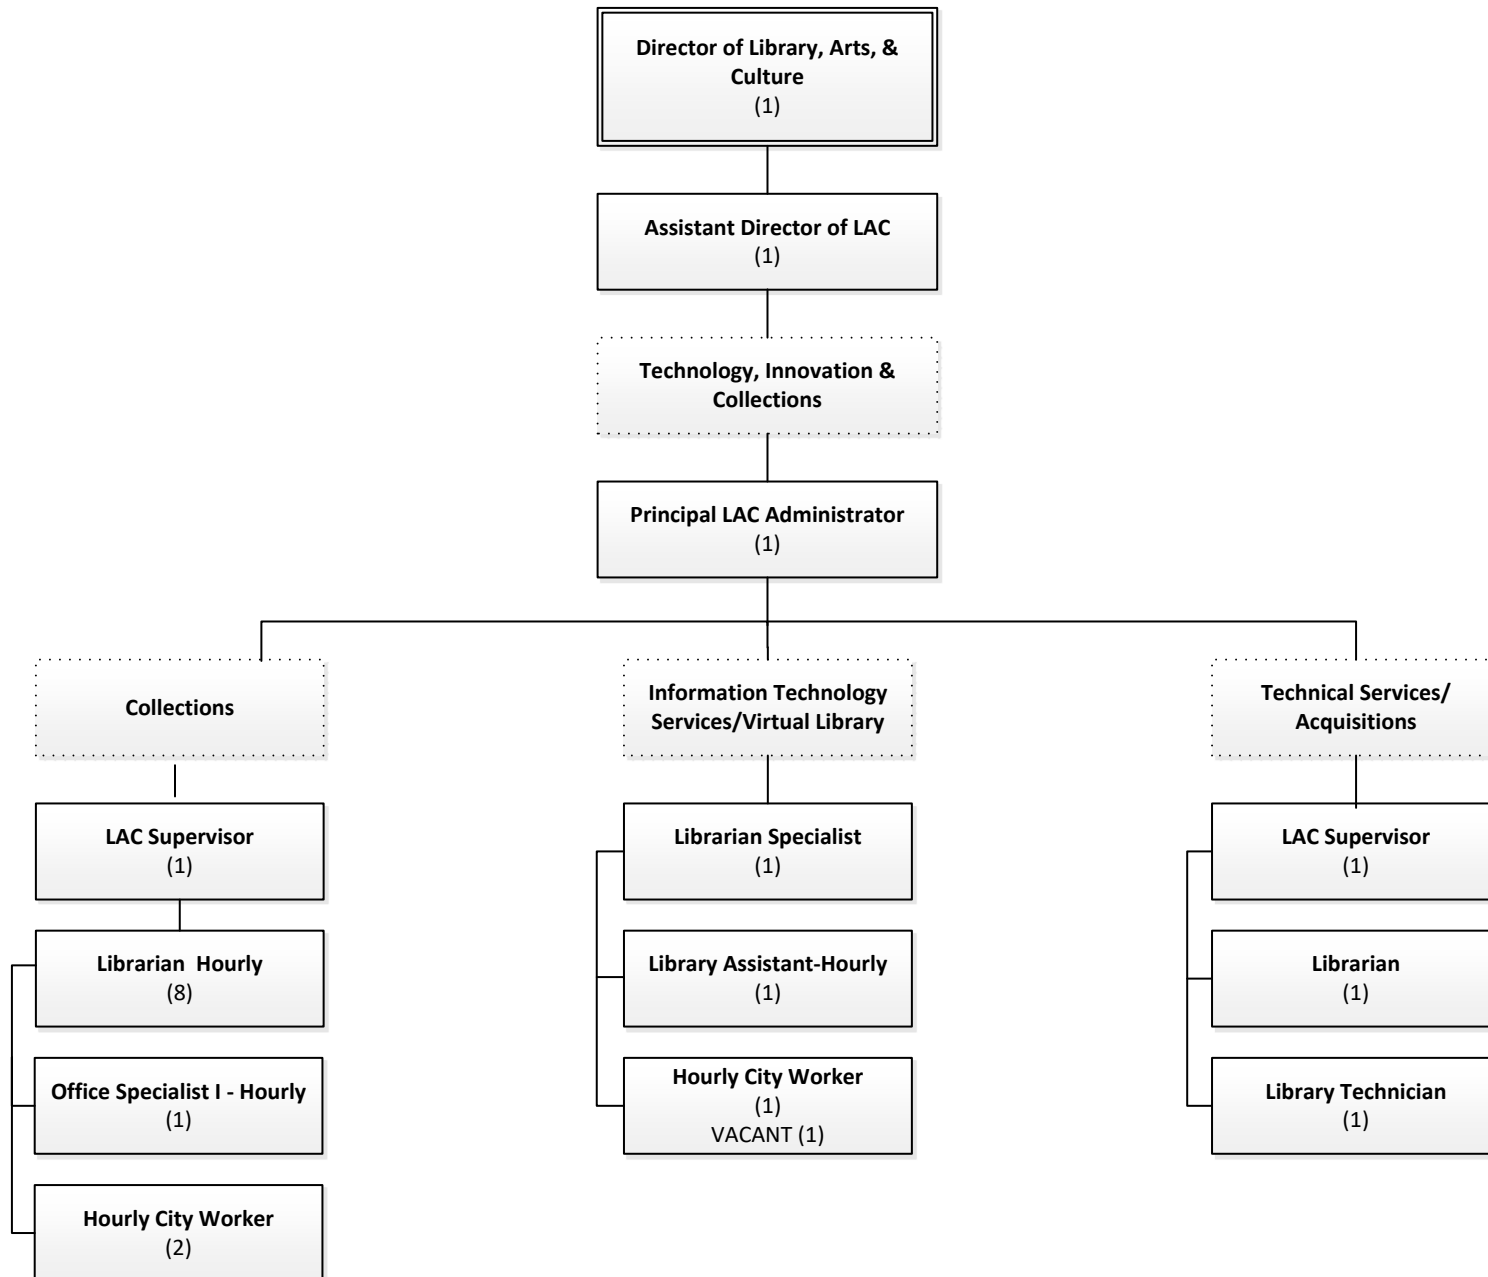 Director of Library, Arts, &
Culture
(1)
Assistant Director of LAC
(1)
Technology, Innovation &
Collections
Principal LAC Administrator
(1)
Collections
LAC Supervisor
(1)
Librarian  Hourly
(8)
Office Specialist I - Hourly
(1)
Hourly City Worker
(2)
Information Technology
Services/Virtual Library
Librarian Specialist
(1)
Library Assistant-Hourly
(1)
Hourly City Worker
(1)
VACANT (1)
Technical Services/
Acquisitions
LAC Supervisor
(1)
Librarian
(1)
Library Technician
(1)